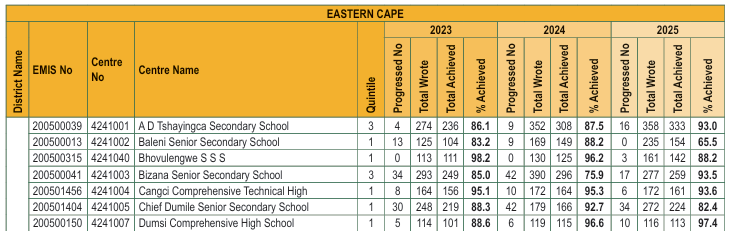 EASTERN CAPE
2023 2024 2025
District Name EMIS No Centre No Centre Name Quintile Progressed No Total Wrote Total Achieved % Achieved Progressed No Total Wrote Total Achieved % Achieved Progressed No Total Wrote Total Achieved % Achieved
200500039 4241001 A D Tshayingca Secondary School 3 4 274 236 86.1 9 352 308 87.5 16 358 333 93.0
200500013 4241002 Baleni Senior Secondary School 1 13 125 104 83.2 9 169 149 88.2 0 235 154 65.5
200500315 4241040 Bhovulengwe S S S 1 0 113 111 98.2 0 130 125 96.2 3 161 142 88.2
200500041 4241003 Bizana Senior Secondary School 3 34 293 249 85.0 42 390 296 75.9 17 277 259 93.5
200501456 4241004 Cangci Comprehensive Technical High 1 8 164 156 95.1 10 172 164 95.3 6 172 161 93.6
200501404 4241005 Chief Dumile Senior Secondary School 1 30 248 219 88.3 42 179 166 92.7 34 272 224 82.4
200500150 4241007 Dumsi Comprehensive High School 1 5 114 101 88.6 6 119 115 96.6 10 116 113 97.4